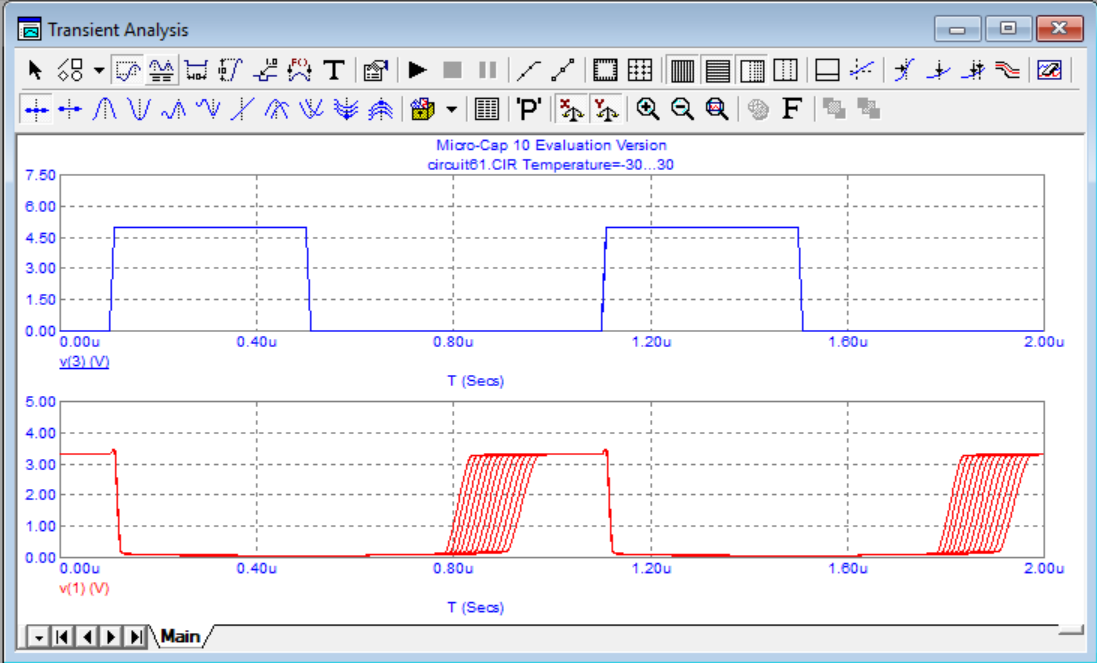 Transient Analysis
T
'P' X Y F
Micro-Cap 10 Evaluation Version
circuit61.CIR Temperature=-30...30
7.50
6.00
4.50
3.00
1.50
0.00
0.00u 0.40u 0.80u 1.20u 1.60u 2.00u
v(3) (V)
T (Secs)
5.00
4.00
3.00
2.00
1.00
0.00
0.00u 0.40u 0.80u 1.20u 1.60u 2.00u
v(1) (V)
T (Secs)
Main